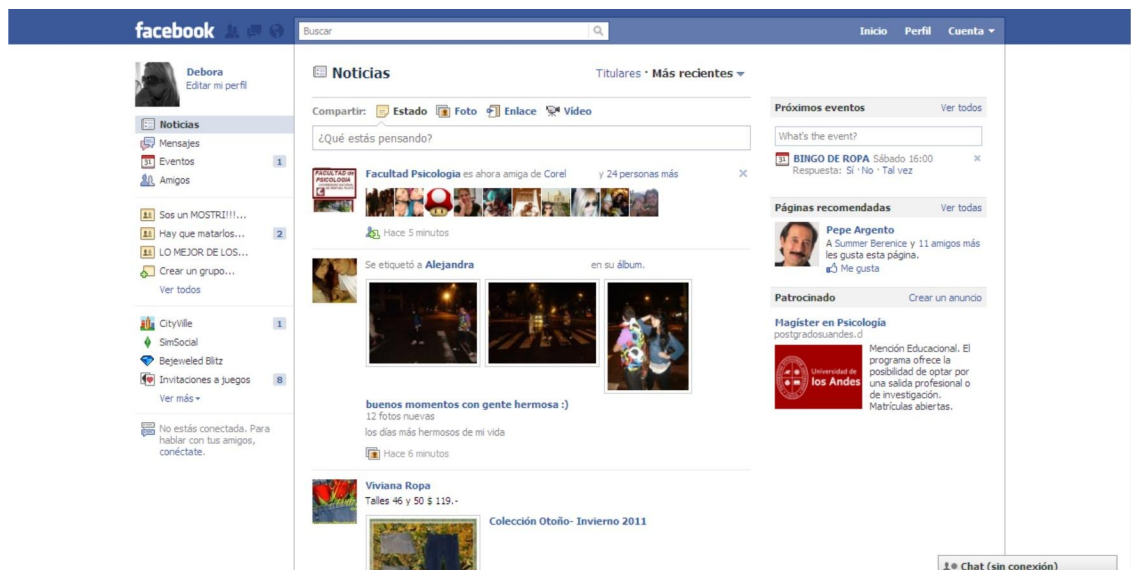 facebook
Buscar
Inicio Perfil Cuenta
Debora
Editar mi perfil
Noticias
Mensajes
Eventos 1
Amigos
Sos un MOSTRI!!!...
Hay que matarlos... 2
LO MEJOR DE LOS...
Crear un grupo...
Ver todos
CityVille 1
SimSocial
Bejeweled Blitz
Invitaciones a juegos 8
Ver más
No estás conectada. Para
hablar con tus amigos,
conéctate.
Noticias
Titulares · Más recientes
Compartir: Estado Foto Enlace Vídeo
¿Qué estás pensando?
FACULTAD de
PSICOLOGIA
Facultad Psicologia es ahora amiga de Corel y 24 personas más
Hace 5 minutos
Se etiquetó a Alejandra en su álbum.
buenos momentos con gente hermosa :)
12 fotos nuevas
los días más hermosos de mi vida
Hace 6 minutos
Viviana Ropa
Talles 46 y 50 $ 119.-
Colección Otoño- Invierno 2011
Próximos eventos Ver todos
What's the event?
31 BINGO DE ROPA Sábado 16:00
Respuesta: Sí · No · Tal vez
Páginas recomendadas Ver todas
Pepe Argento
A Summer Berenice y 11 amigos más
les gusta esta página.
Me gusta
Patrocinado Crear un anuncio
Magíster en Psicología
postgradosuandes.cl
Universidad de
los Andes
Mención Educacional. El
programa ofrece la
posibilidad de optar por
una salida profesional o
de investigación.
Matrículas abiertas.
Chat (sin conexión)